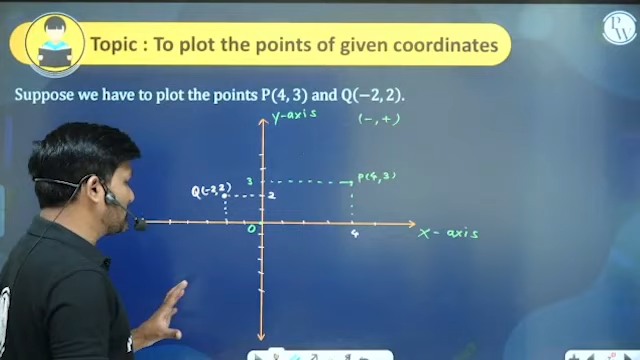 Topic : To plot the points of given coordinates
PW
Suppose we have to plot the points P(4, 3) and Q(−2, 2).
Y-axis
(-, +)
3
P(4,3)
Q(-2,2)
2
O
4
X - axis